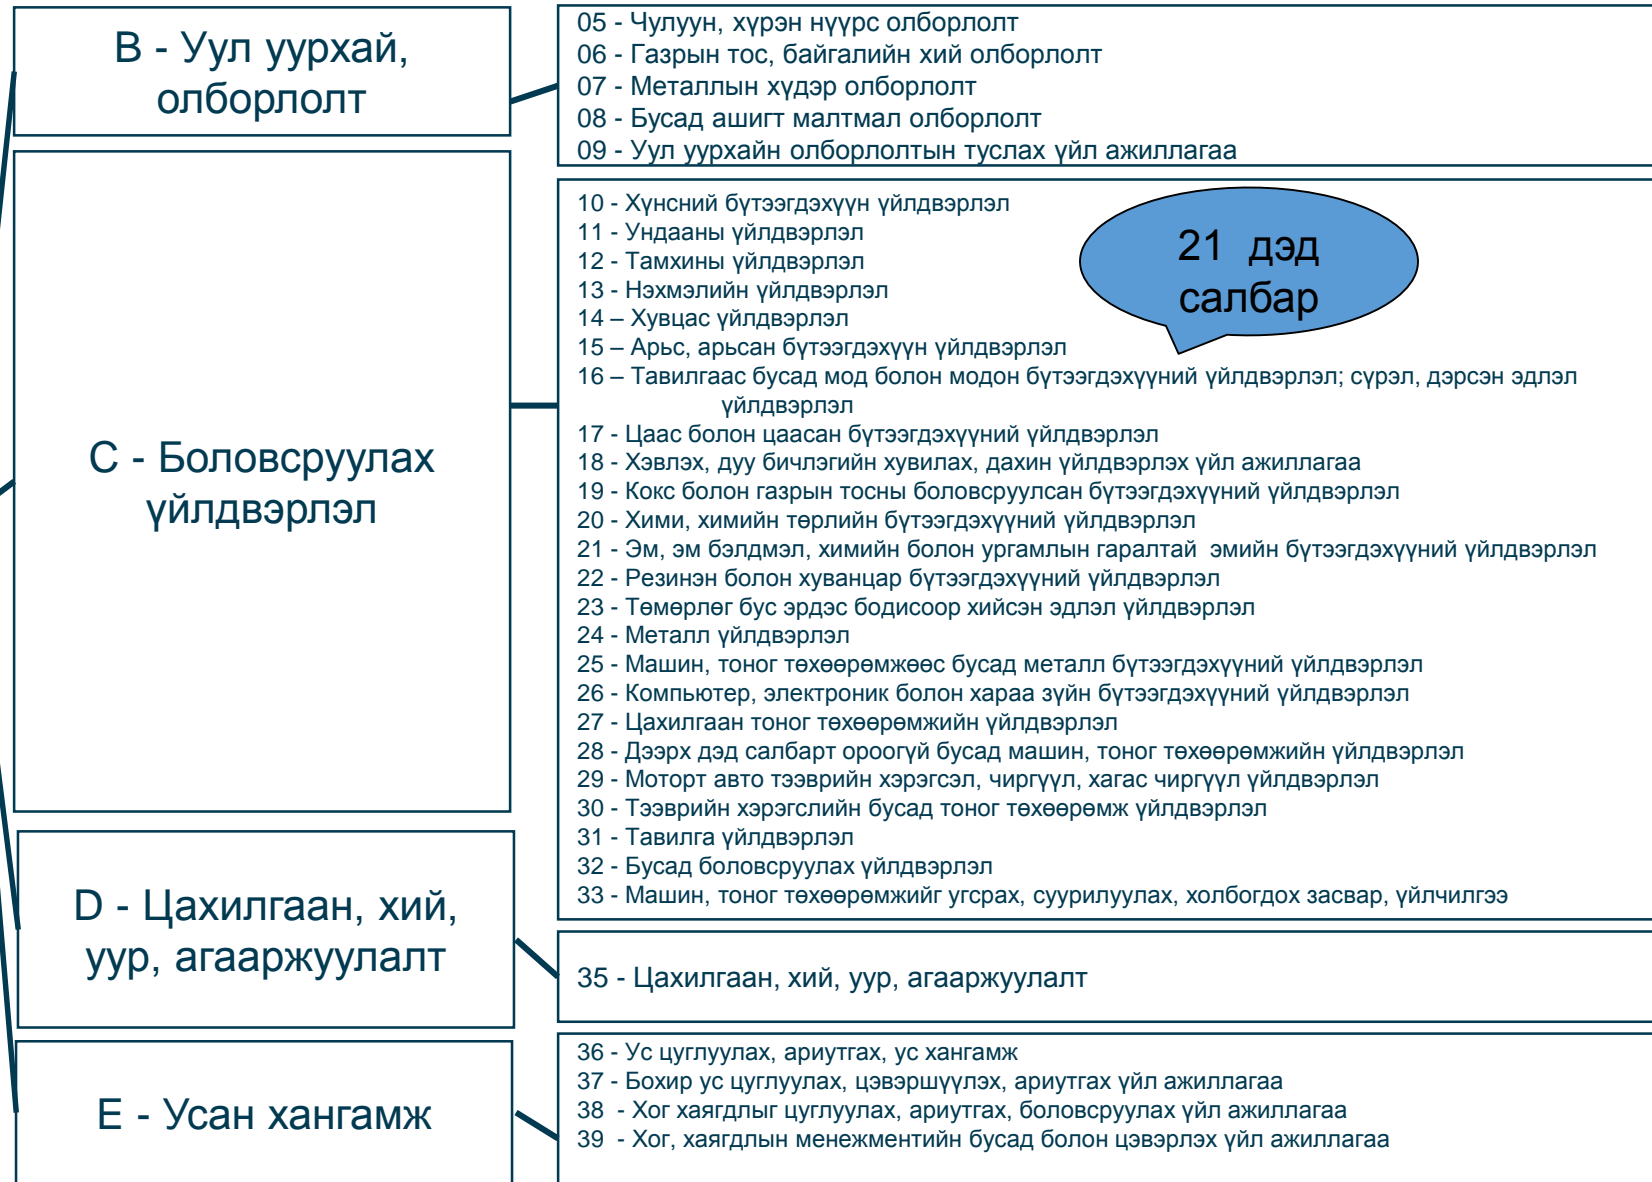 B - Уул уурхай,
олборлолт
05 - Чулуун, хүрэн нүүрс олборлолт
06 - Газрын тос, байгалийн хий олборлолт
07 - Металлын хүдэр олборлолт
08 - Бусад ашигт малтмал олборлолт
09 - Уул уурхайн олборлолтын туслах үйл ажиллагаа
C - Боловсруулах
үйлдвэрлэл
10 - Хүнсний бүтээгдэхүүн үйлдвэрлэл
11 - Ундааны үйлдвэрлэл
12 - Тамхины үйлдвэрлэл
13 - Нэхмэлийн үйлдвэрлэл
14 – Хувцас үйлдвэрлэл
15 – Арьс, арьсан бүтээгдэхүүн үйлдвэрлэл
16 – Тавилгаас бусад мод болон модон бүтээгдэхүүний үйлдвэрлэл; сүрэл, дэрсэн эдлэл
үйлдвэрлэл
17 - Цаас болон цаасан бүтээгдэхүүний үйлдвэрлэл
18 - Хэвлэх, дуу бичлэгийн хувилах, дахин үйлдвэрлэх үйл ажиллагаа
19 - Кокс болон газрын тосны боловсруулсан бүтээгдэхүүний үйлдвэрлэл
20 - Хими, химийн төрлийн бүтээгдэхүүний үйлдвэрлэл
21 - Эм, эм бэлдмэл, химийн болон ургамлын гаралтай эмийн бүтээгдэхүүний үйлдвэрлэл
22 - Резинэн болон хуванцар бүтээгдэхүүний үйлдвэрлэл
23 - Төмөрлөг бус эрдэс бодисоор хийсэн эдлэл үйлдвэрлэл
24 - Металл үйлдвэрлэл
25 - Машин, тоног төхөөрөмжөөс бусад металл бүтээгдэхүүний үйлдвэрлэл
26 - Компьютер, электроник болон хараа зүйн бүтээгдэхүүний үйлдвэрлэл
27 - Цахилгаан тоног төхөөрөмжийн үйлдвэрлэл
28 - Дээрх дэд салбарт ороогүй бусад машин, тоног төхөөрөмжийн үйлдвэрлэл
29 - Моторт авто тээврийн хэрэгсэл, чиргүүл, хагас чиргүүл үйлдвэрлэл
30 - Тээврийн хэрэгслийн бусад тоног төхөөрөмж үйлдвэрлэл
31 - Тавилга үйлдвэрлэл
32 - Бусад боловсруулах үйлдвэрлэл
33 - Машин, тоног төхөөрөмжийг угсрах, суурилуулах, холбогдох засвар, үйлчилгээ
21 дэд
салбар
D - Цахилгаан, хий,
уур, агааржуулалт
35 - Цахилгаан, хий, уур, агааржуулалт
E - Усан хангамж
36 - Ус цуглуулах, ариутгах, ус хангамж
37 - Бохир ус цуглуулах, цэвэршүүлэх, ариутгах үйл ажиллагаа
38 - Хог хаягдлыг цуглуулах, ариутгах, боловсруулах үйл ажиллагаа
39 - Хог, хаягдлын менежментийн бусад болон цэвэрлэх үйл ажиллагаа